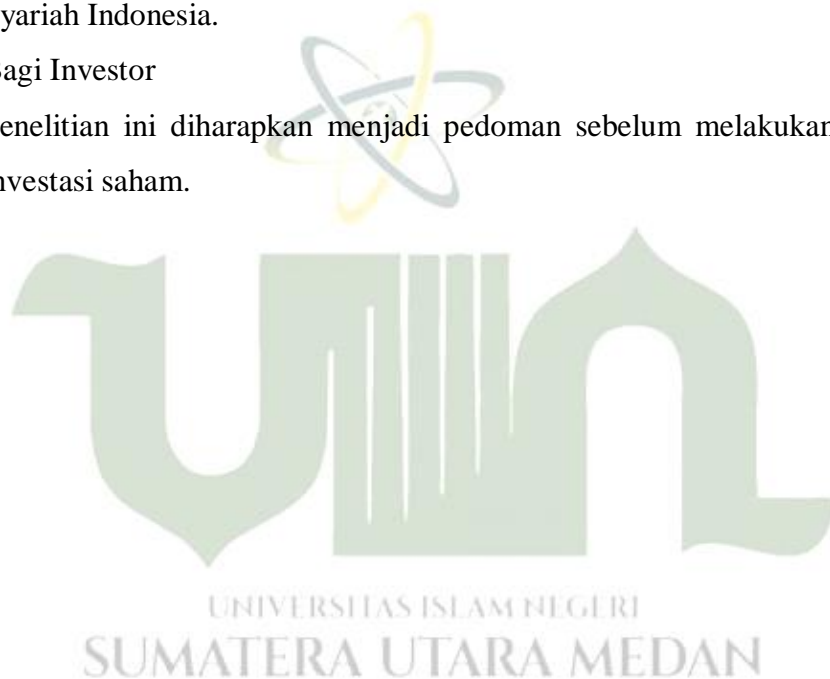 yariah Indonesia.
agi Investor
enelitian ini diharapkan menjadi pedoman sebelum melakukan
nvestasi saham.
UIN
UNIVERSITAS ISLAM NEGERI
SUMATERA UTARA MEDAN